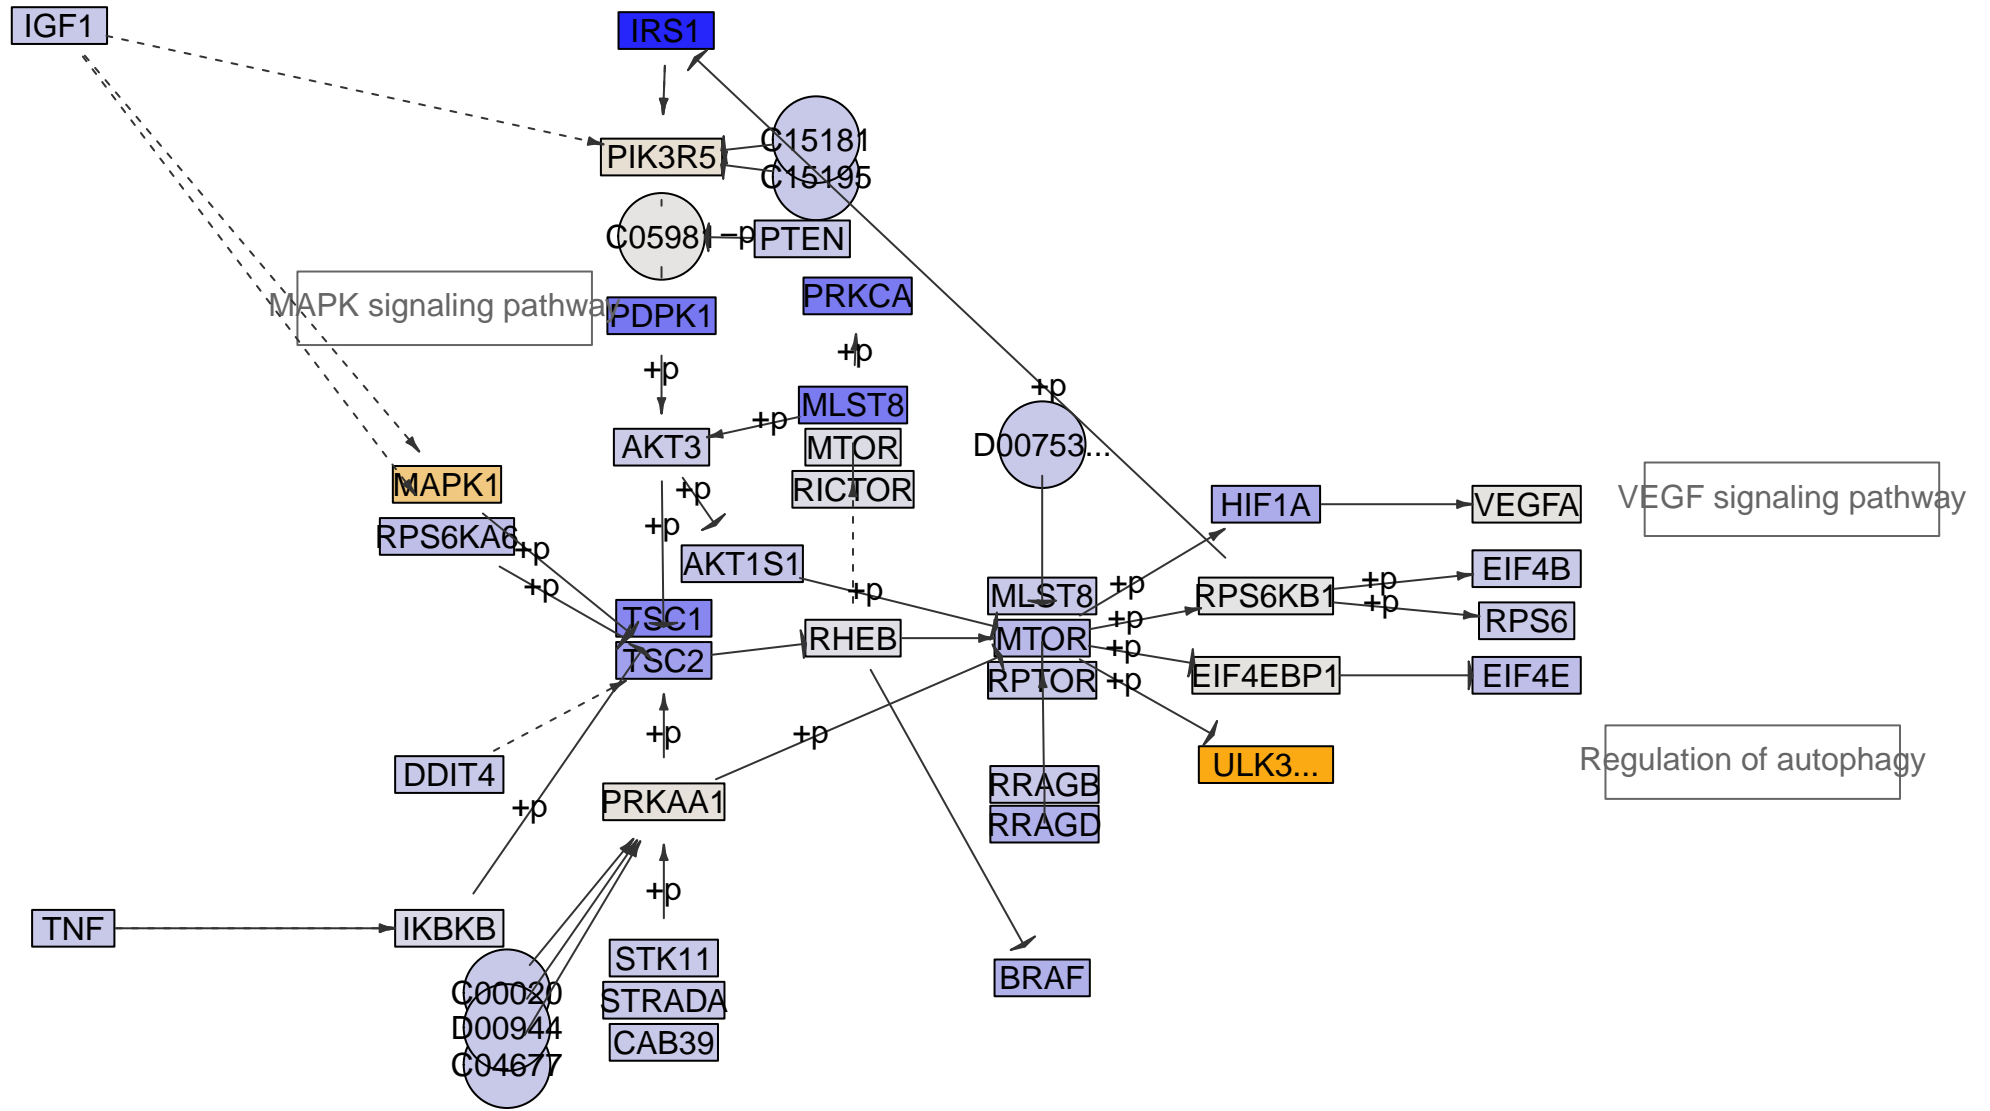 IGF1
IRS1
C15181
PIK3R5
C15195
C0598
−p
PTEN
PRKCA
MAPK signaling pathway
PDPK1
+p
+p
+p
MLST8
+p
AKT3
MTOR
D00753...
MAPK1
+p
RICTOR
HIF1A
VEGFA
VEGF signaling pathway
RPS6KA6
+p
+p
AKT1S1
EIF4B
+p
+p
+p
+p
TSC1
MLST8
RPS6KB1
+p
+p
RPS6
RHEB
MTOR
+p
TSC2
RPTOR
+p
EIF4EBP1
EIF4E
+p
+p
Regulation of autophagy
DDIT4
RRAGB
ULK3...
+p
PRKAA1
RRAGD
+p
TNF
IKBKB
STK11
BRAF
C00020
STRADA
D00944
CAB39
C04677